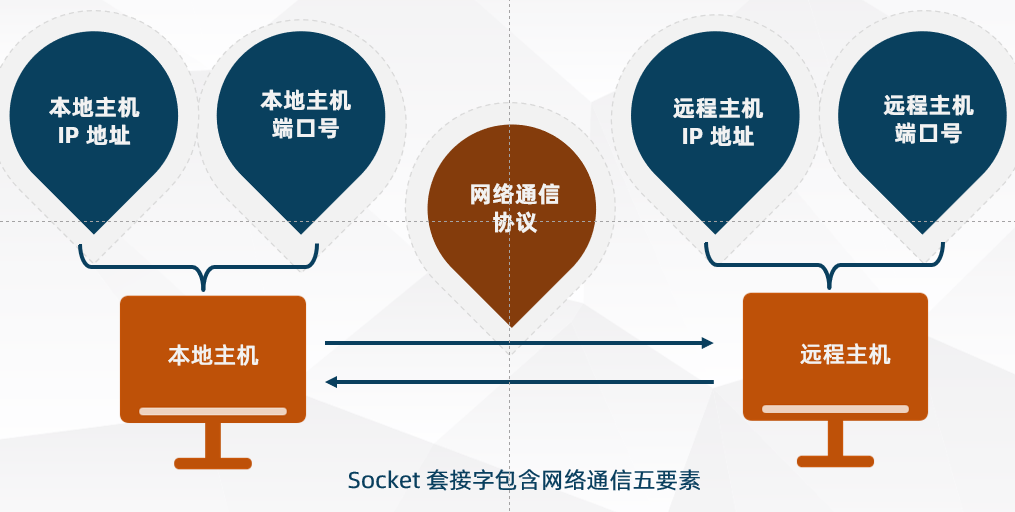 本地主机
IP 地址
本地主机
端口号
网络通信
协议
远程主机
IP 地址
远程主机
端口号
本地主机
远程主机
Socket 套接字包含网络通信五要素